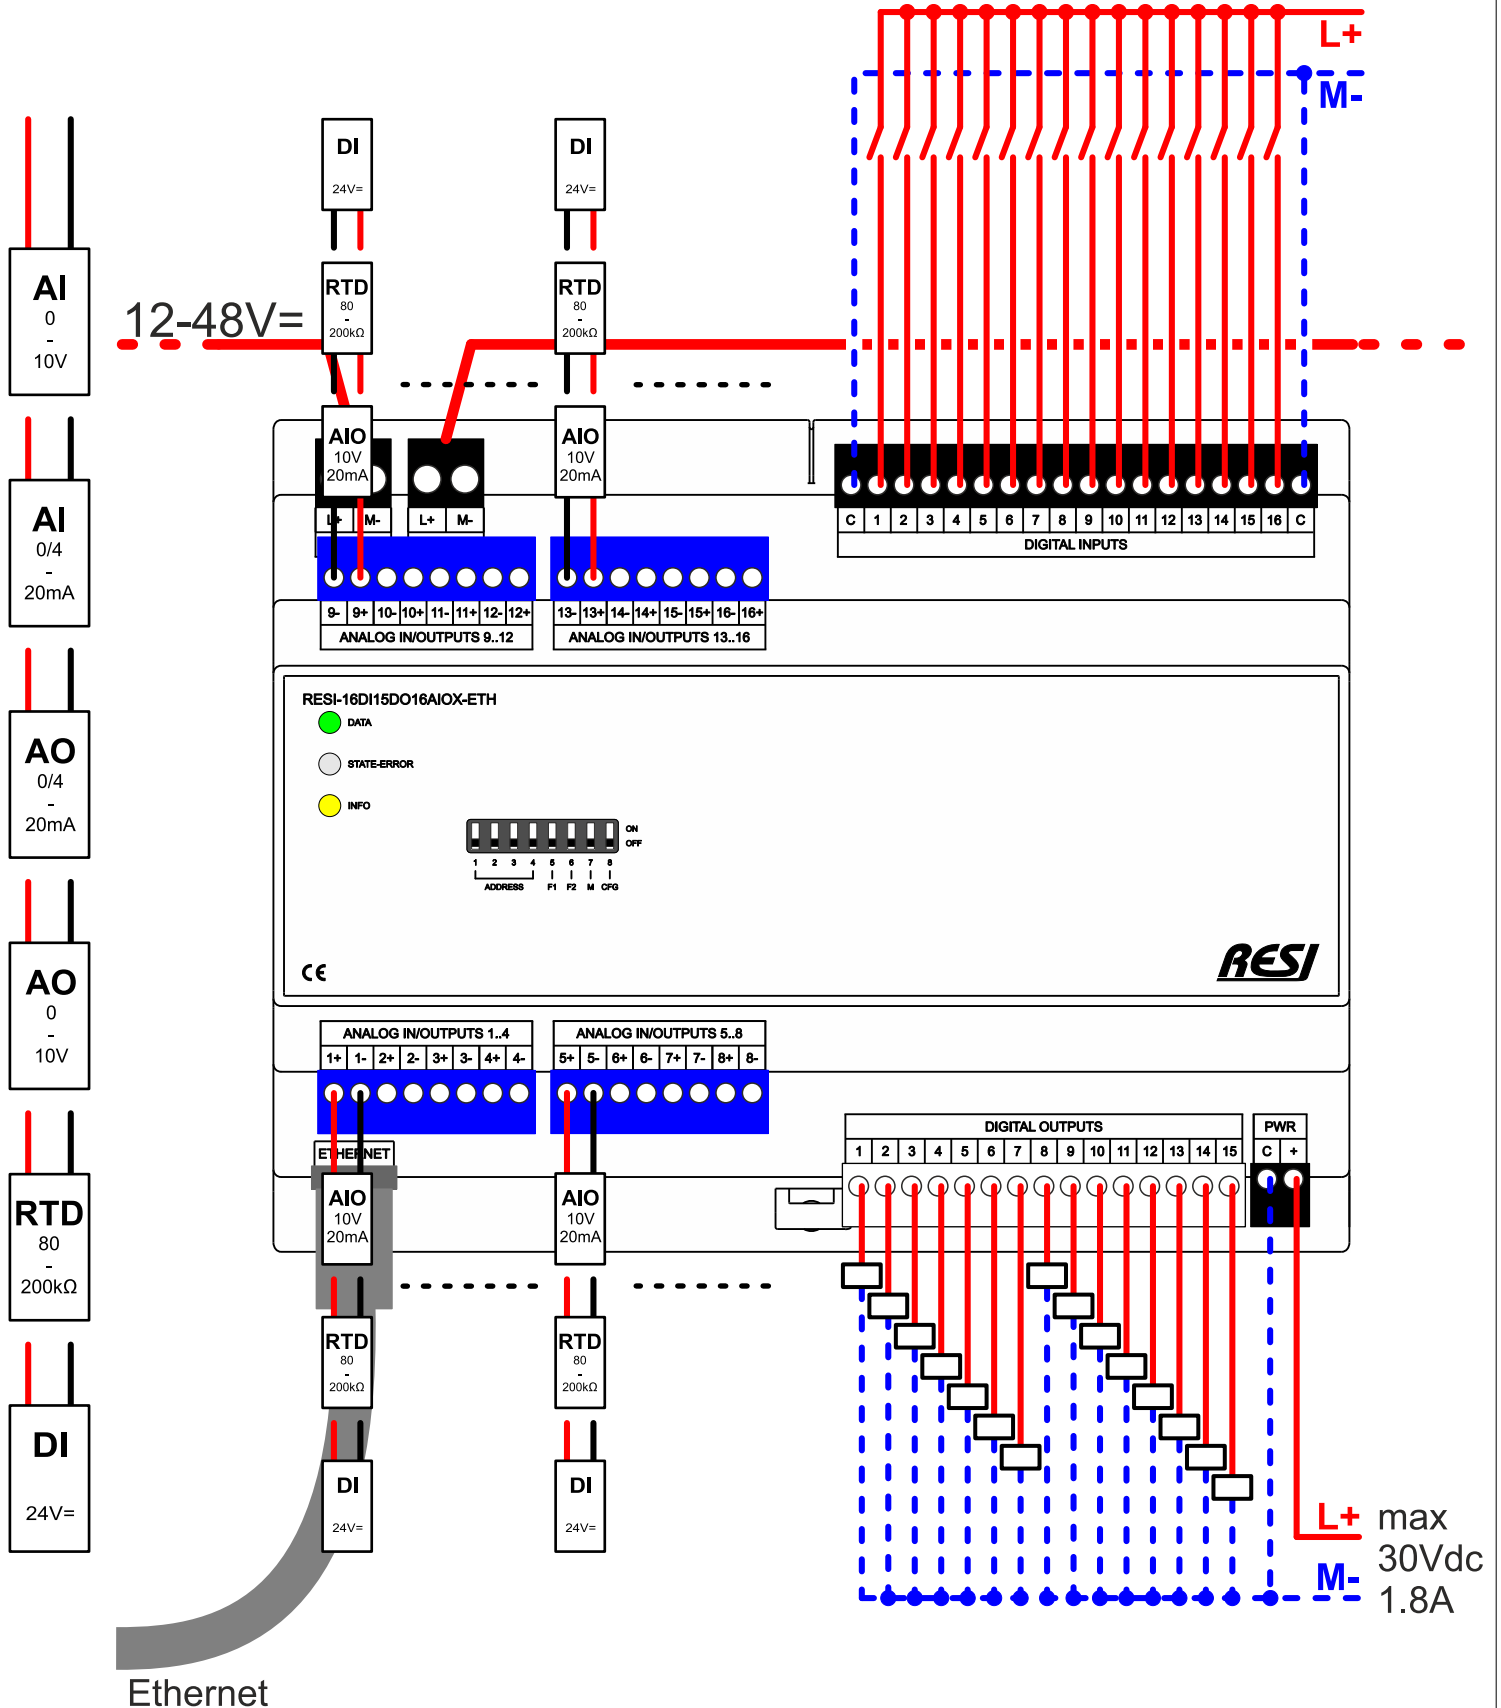 L+
M-
DI
24V=
DI
24V=
AI
0
-
10V
12-48V=
RTD
80
-
200kΩ
RTD
80
-
200kΩ
AIO
10V
20mA
AIO
10V
20mA
AI
0/4
-
20mA
L+ M- L+ M-
C 1 2 3 4 5 6 7 8 9 10 11 12 13 14 15 16 C
DIGITAL INPUTS
9- 9+ 10- 10+ 11- 11+ 12- 12+
ANALOG IN/OUTPUTS 9..12
13- 13+ 14- 14+ 15- 15+ 16- 16+
ANALOG IN/OUTPUTS 13..16
RESI-16DI15DO16AIOX-ETH
DATA
STATE-ERROR
INFO
ON
OFF
1 2 3 4 5 6 7 8
ADDRESS F1 F2 M CFG
CE
RESI
AO
0/4
-
20mA
AO
0
-
10V
ANALOG IN/OUTPUTS 1..4
1+ 1- 2+ 2- 3+ 3- 4+ 4-
ANALOG IN/OUTPUTS 5..8
5+ 5- 6+ 6- 7+ 7- 8+ 8-
ETHERNET
DIGITAL OUTPUTS
1 2 3 4 5 6 7 8 9 10 11 12 13 14 15
PWR
C +
RTD
80
-
200kΩ
AIO
10V
20mA
AIO
10V
20mA
RTD
80
-
200kΩ
RTD
80
-
200kΩ
DI
24V=
DI
24V=
DI
24V=
L+
M-
max
30Vdc
1.8A
Ethernet